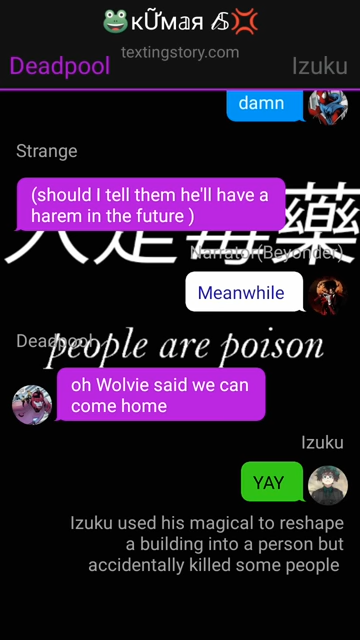 🐸кỮмaя 𝓐S💢
textingstory.com
Deadpool
Izuku
damn
Strange
(should I tell them he'll have a
harem in the future )
人是毒藥
Narrator(Beyonder)
Meanwhile
Deadpool
people are poison
oh Wolvie said we can
come home
Izuku
YAY
Izuku used his magical to reshape
a building into a person but
accidentally killed some people